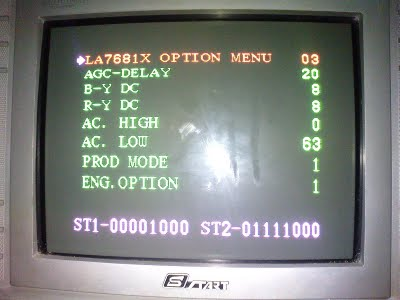 ◆LA7681X OPTION MENU 03
AGC-DELAY 20
B-Y DC 8
R-Y DC 8
AC. HIGH 0
AC. LOW 63
PROD MODE 1
ENG.OPTION 1
ST1-00001000 ST2-01111000
START